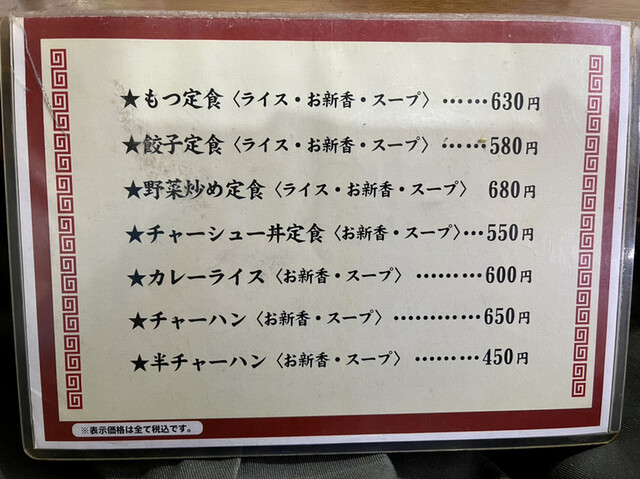 ★もつ定食〈ライス・お新香・スープ〉……630円
★餃子定食〈ライス・お新香・スープ〉……580円
★野菜炒め定食〈ライス・お新香・スープ〉 680円
★チャーシュー丼定食〈お新香・スープ〉…550円
★カレーライス〈お新香・スープ〉………600円
★チャーハン〈お新香・スープ〉…………650円
★半チャーハン〈お新香・スープ〉………450円
※表示価格は全て税込です。